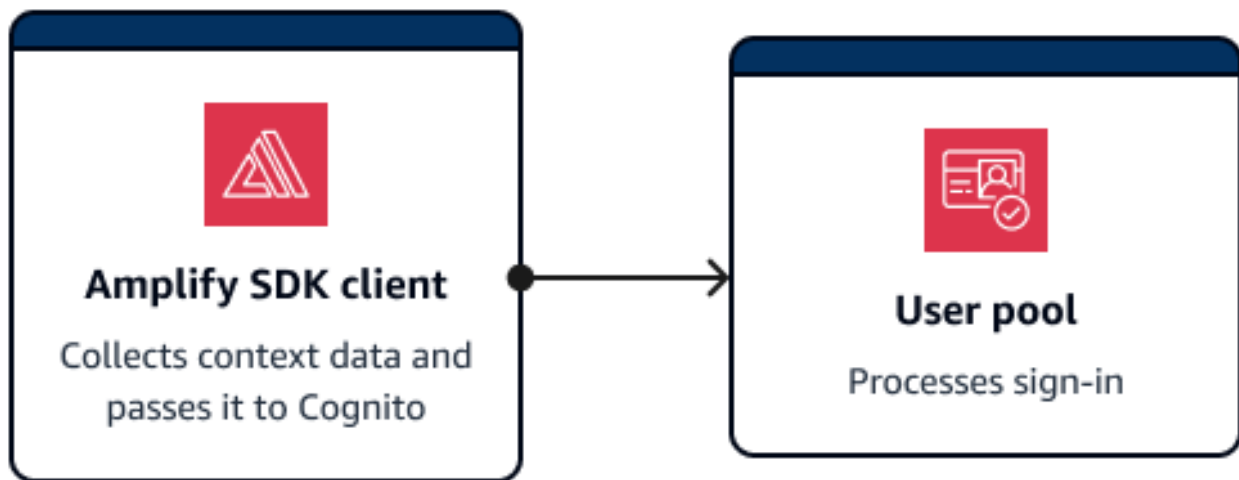 Amplify SDK client
Collects context data and
passes it to Cognito
User pool
Processes sign-in